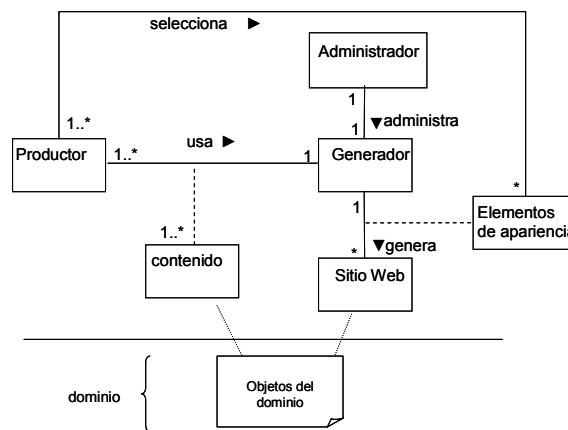 selecciona ►
Administrador
1
1..*
1
▼administra
Productor
1..*
usa ►
1
Generador
1
*
Elementos
de apariencia
1..*
*
▼genera
contenido
Sitio Web
dominio
Objetos del
dominio